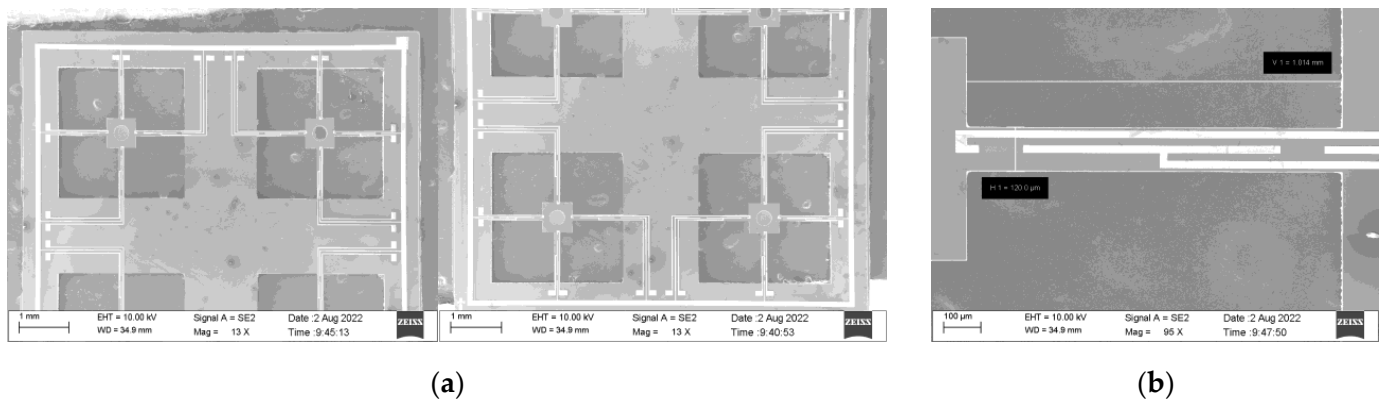 V 1 = 1.014 mm
H 1 = 120.0 µm
1 mm
EHT = 10.00 kV
WD = 34.9 mm
Signal A = SE2
Mag = 13 X
Date :2 Aug 2022
Time :9:45:13
ZEISS
1 mm
EHT = 10.00 kV
WD = 34.9 mm
Signal A = SE2
Mag = 13 X
Date :2 Aug 2022
Time :9:40:53
ZEISS
100 µm
EHT = 10.00 kV
WD = 34.9 mm
Signal A = SE2
Mag = 95 X
Date :2 Aug 2022
Time :9:47:50
ZEISS
(a)
(b)